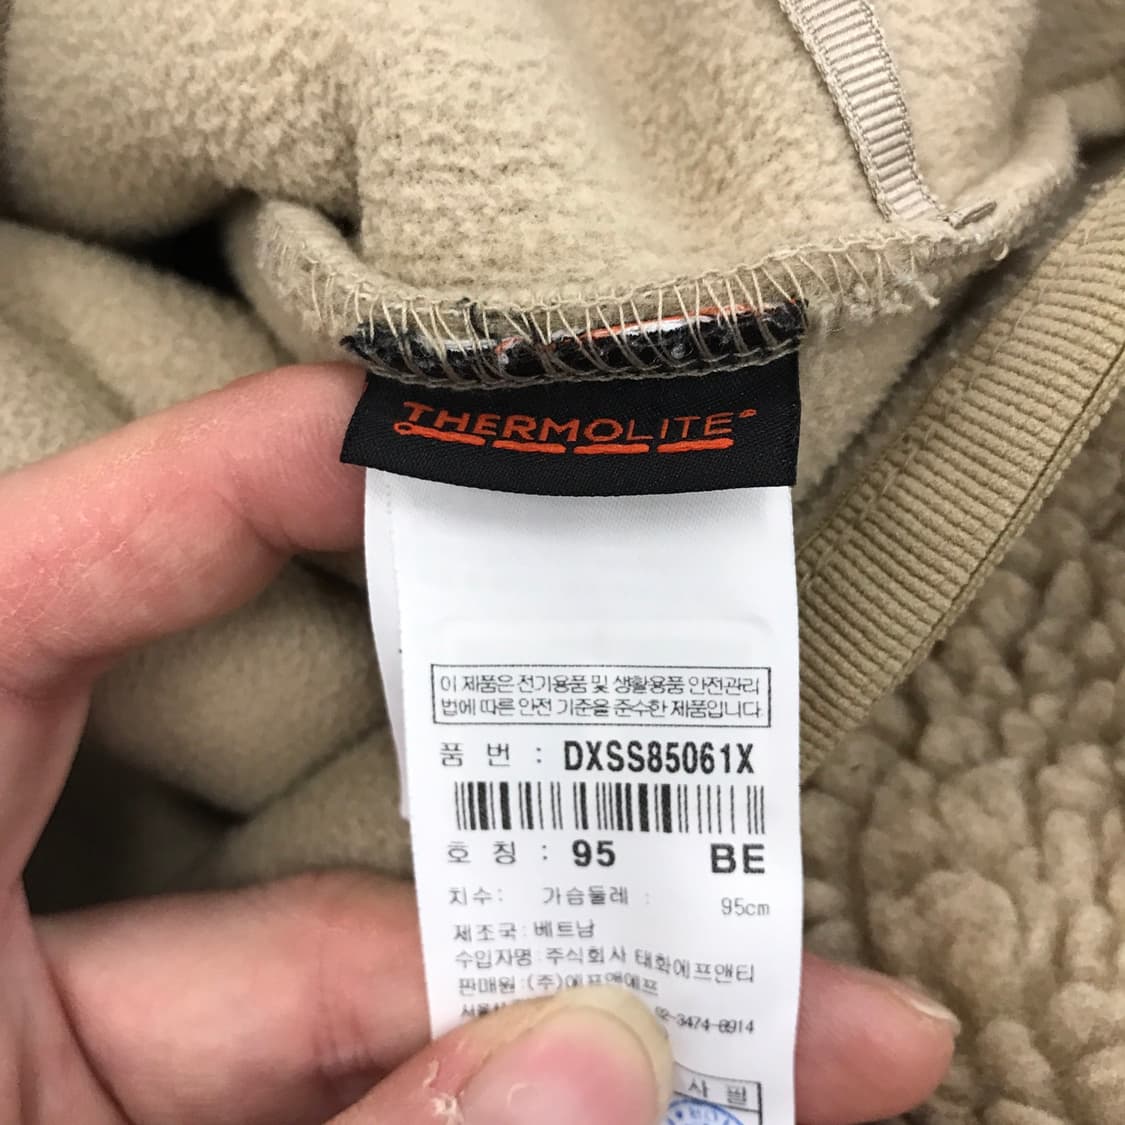 THERMOLITE®
이 제품은 전기용품 및 생활용품 안전관리
법에 따른 안전 기준을 준수한 제품입니다.
품 번 : DXSS85061X
호 칭 : 95 BE
치수: 가슴둘레 : 95cm
제조국:베트남
수입자명:주식회사 태화에프앤티
판매원:(주)에프앤에프
02-3474-8914
사 팔